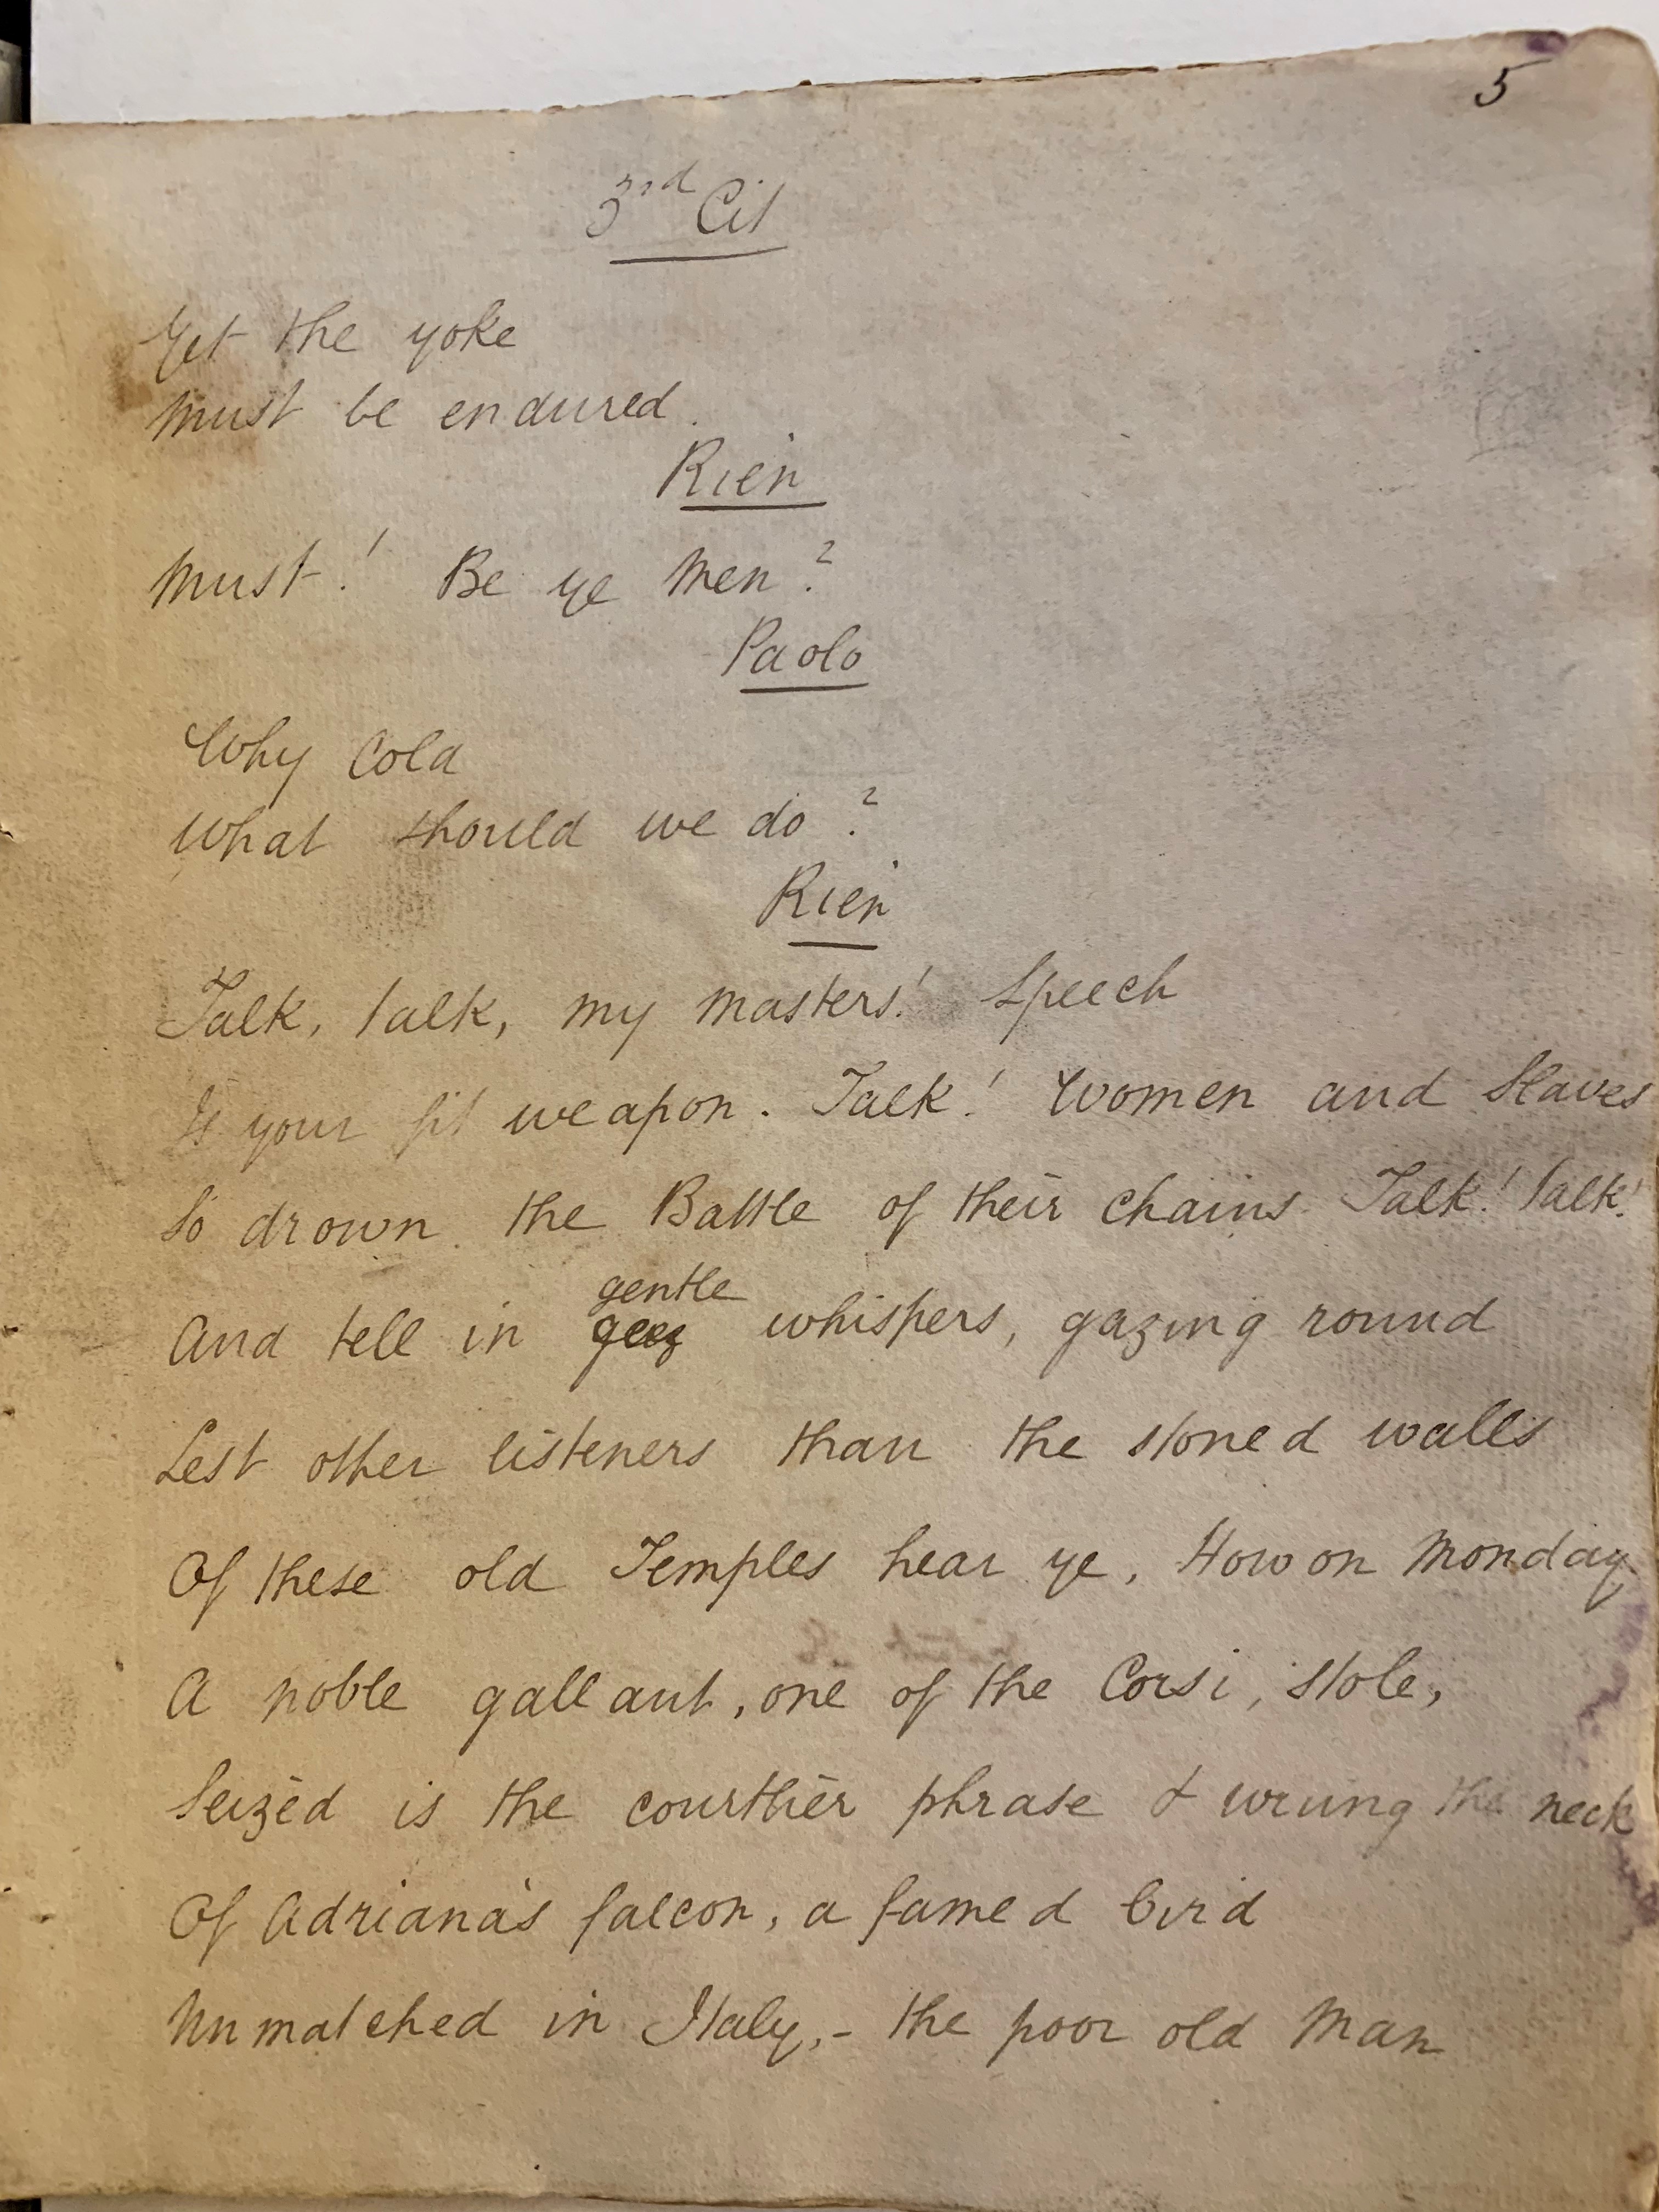 5
3rd Cit
Yet the yoke
Must be endured.
Rien
Must! Be ye Men?
Paolo
Why Cola
What should we do?
Rien
Talk, talk, my masters! Speech
Is your fit weapon. Talk! Women and Slaves
So drown the Battle of their chains Talk! talk!
gentle
And tell in whispers, gazing round
Lest other listeners than the stoned walls
Of these old Temples hear ye, How on Monday
A noble gallant, one of the Corsi, stole,
Seized is the courtlier phrase & wrung the neck
Of Adriana's falcon, a famed bird
Unmatched in Italy,- the poor old Man